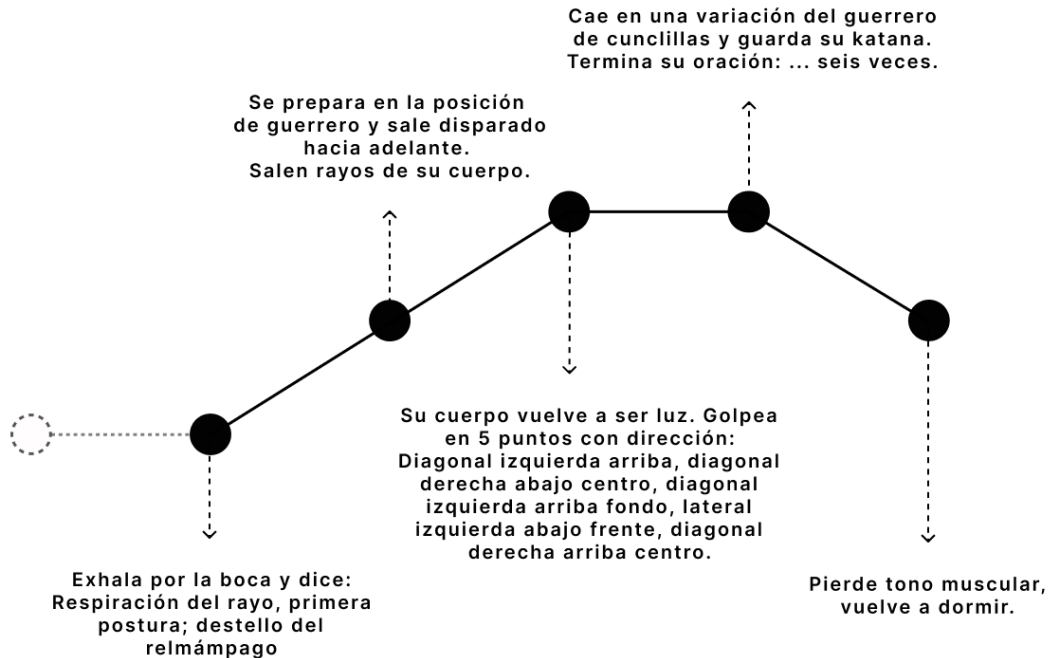 Cae en una variación del guerrero
de cunclillas y guarda su katana.
Termina su oración: ... seis veces.
Se prepara en la posición
de guerrero y sale disparado
hacia adelante.
Salen rayos de su cuerpo.
Su cuerpo vuelve a ser luz. Golpea
en 5 puntos con dirección:
Diagonal izquierda arriba, diagonal
derecha abajo centro, diagonal
izquierda arriba fondo, lateral
izquierda abajo frente, diagonal
derecha arriba centro.
Exhala por la boca y dice:
Respiración del rayo, primera
postura; destello del
relmámpago
Pierde tono muscular,
vuelve a dormir.